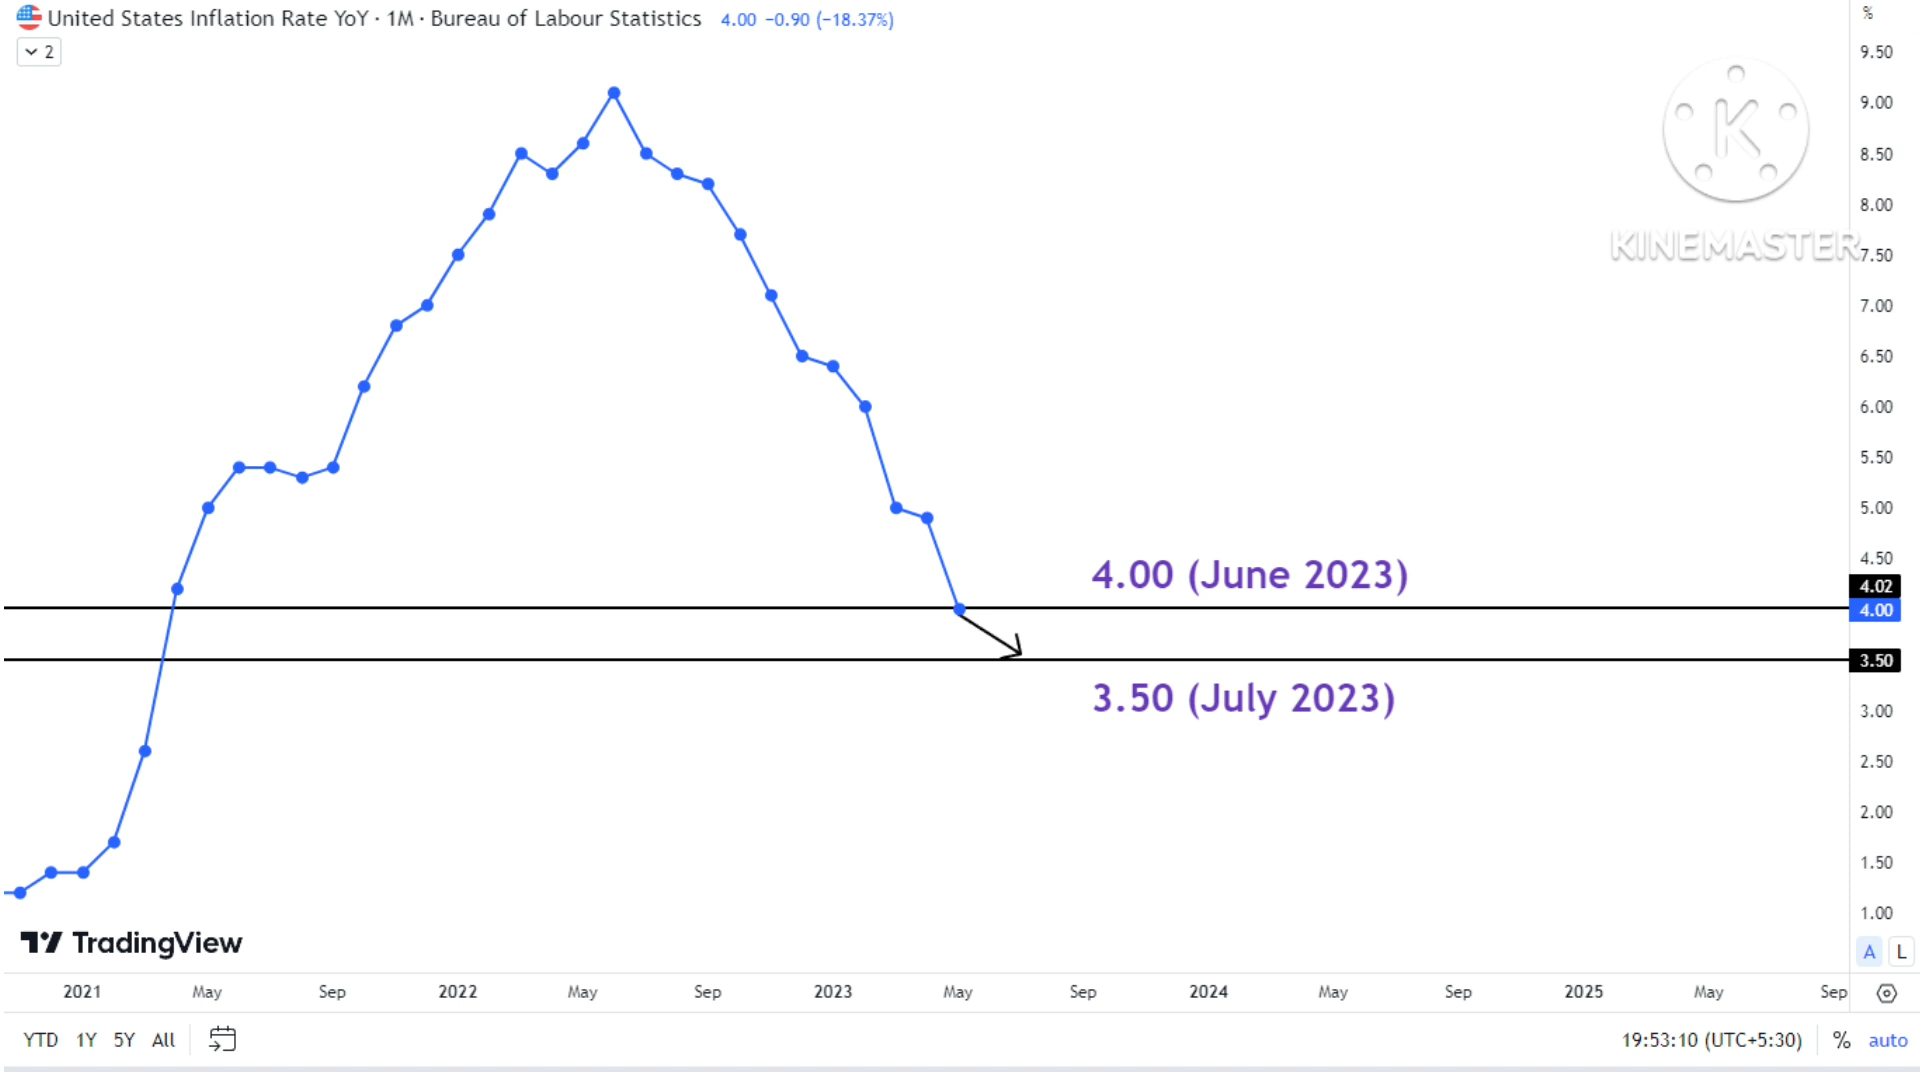 United States Inflation Rate YoY · 1M · Bureau of Labour Statistics 4.00 −0.90 (−18.37%)
2
%
9.50
9.00
8.50
8.00
7.50
7.00
6.50
6.00
5.50
5.00
4.50
4.02
4.00
3.50
3.00
2.50
2.00
1.50
1.00
K
KINEMASTER
4.00 (June 2023)
3.50 (July 2023)
TradingView
A L
2021 May Sep 2022 May Sep 2023 May Sep 2024 May Sep 2025 May Sep
YTD 1Y 5Y All 19:53:10 (UTC+5:30) % auto